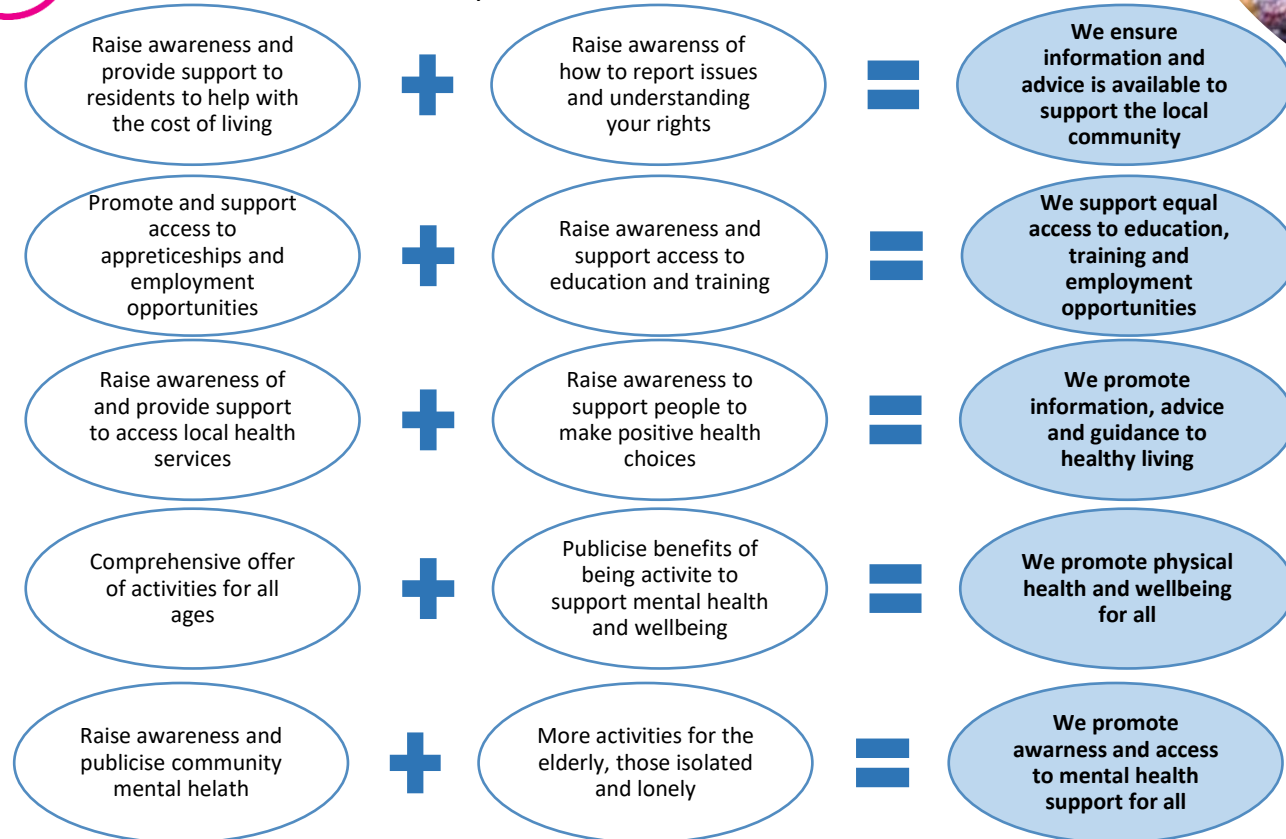 Raise awareness and
provide support to
residents to help with
the cost of living
Raise awarenss of
how to report issues
and understanding
your rights
We ensure
information and
advice is available to
support the local
community
Promote and support
access to
appreticeships and
employment
opportunities
Raise awareness and
support access to
education and training
We support equal
access to education,
training and
employment
opportunities
Raise awareness of
and provide support
to access local health
services
Raise awareness to
support people to
make positive health
choices
We promote
information, advice
and guidance to
healthy living
Comprehensive offer
of activities for all
ages
Publicise benefits of
being activite to
support mental health
and wellbeing
We promote physical
health and wellbeing
for all
Raise awareness and
publicise community
mental helath
More activities for the
elderly, those isolated
and lonely
We promote
awarness and access
to mental health
support for all